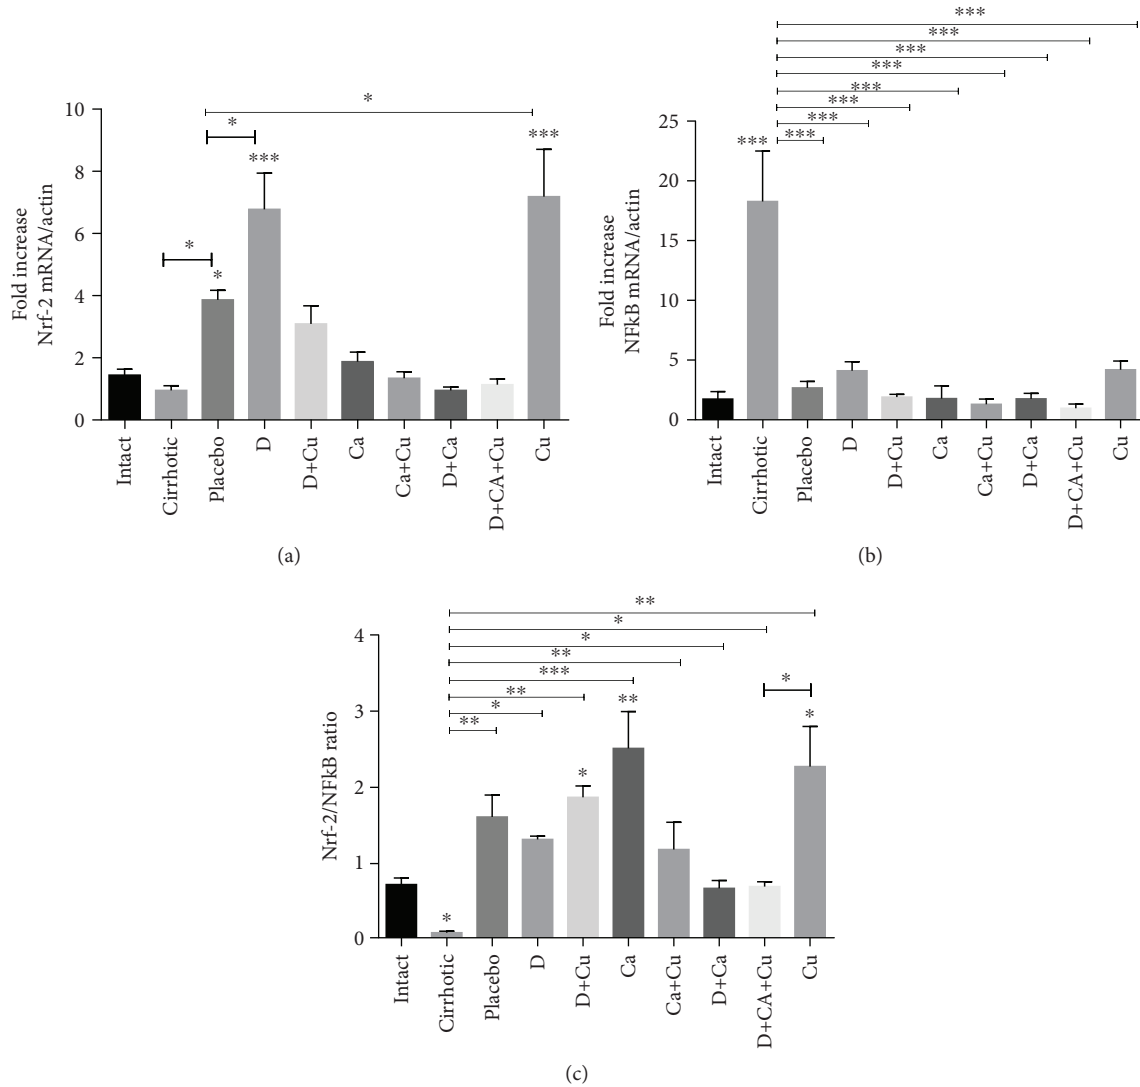 *
*
***
***
*
*
10
8
6
4
2
0
Fold increase
Nrf-2 mRNA/actin
Intact
Cirrhotic
Placebo
D
D+Cu
Ca
Ca+Cu
D+Ca
D+CA+Cu
Cu
(a)
***
***
***
***
***
***
***
***
***
25
20
15
10
5
0
Fold increase
NFkB mRNA/actin
Intact
Cirrhotic
Placebo
D
D+Cu
Ca
Ca+Cu
D+Ca
D+CA+Cu
Cu
(b)
**
*
*
**
***
**
*
**
*
**
*
*
*
4
3
2
1
0
Nrf-2/NFkB ratio
Intact
Cirrhotic
Placebo
D
D+Cu
Ca
Ca+Cu
D+Ca
D+CA+Cu
Cu
(c)